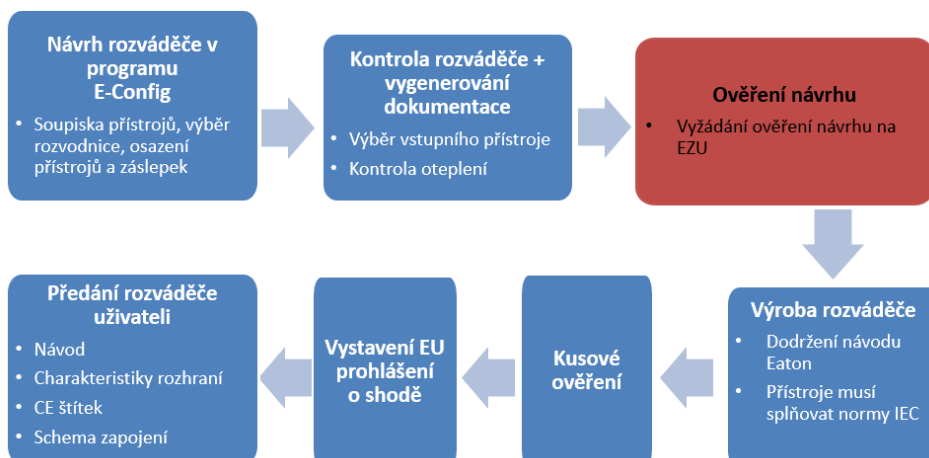 Návrh rozváděče v
programu
E-Config
• Soupiska přístrojů, výběr
rozvodnice, osazení
přístrojů a záslepek
Kontrola rozváděče +
vygenerování
dokumentace
• Výběr vstupního přístroje
• Kontrola oteplení
Ověření návrhu
• Vyžádání ověření návrhu na
EZU
Výroba rozváděče
• Dodržení návodu
Eaton
• Přístroje musí
splňovat normy IEC
Kusové
ověření
Vystavení EU
prohlášení
o shodě
Předání rozváděče
uživateli
• Návod
• Charakteristiky rozhraní
• CE štítek
• Schema zapojení